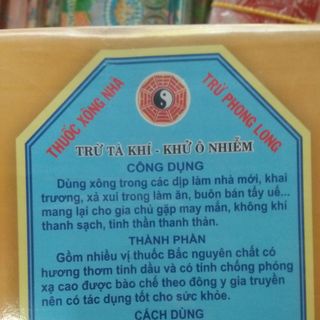 THUỐC XÔNG NHÀ
TRỪ PHONG LONG
TRỪ TÀ KHÍ - KHỬ Ô NHIỄM
CÔNG DỤNG
Dùng xông trong các dịp làm nhà mới, khai
trương, xả xui trong làm ăn, buôn bán tẩy uế...
mang lại cho gia chủ gặp may mắn, không khí
thanh sạch, tinh thần thanh thản.
THÀNH PHẦN
Gồm nhiều vị thuốc Bắc nguyên chất có
hương thơm tinh dầu và có tính chống phóng
xạ cao được bào chế theo đông y gia truyền
nên có tác dụng tốt cho sức khỏe.
CÁCH DÙNG